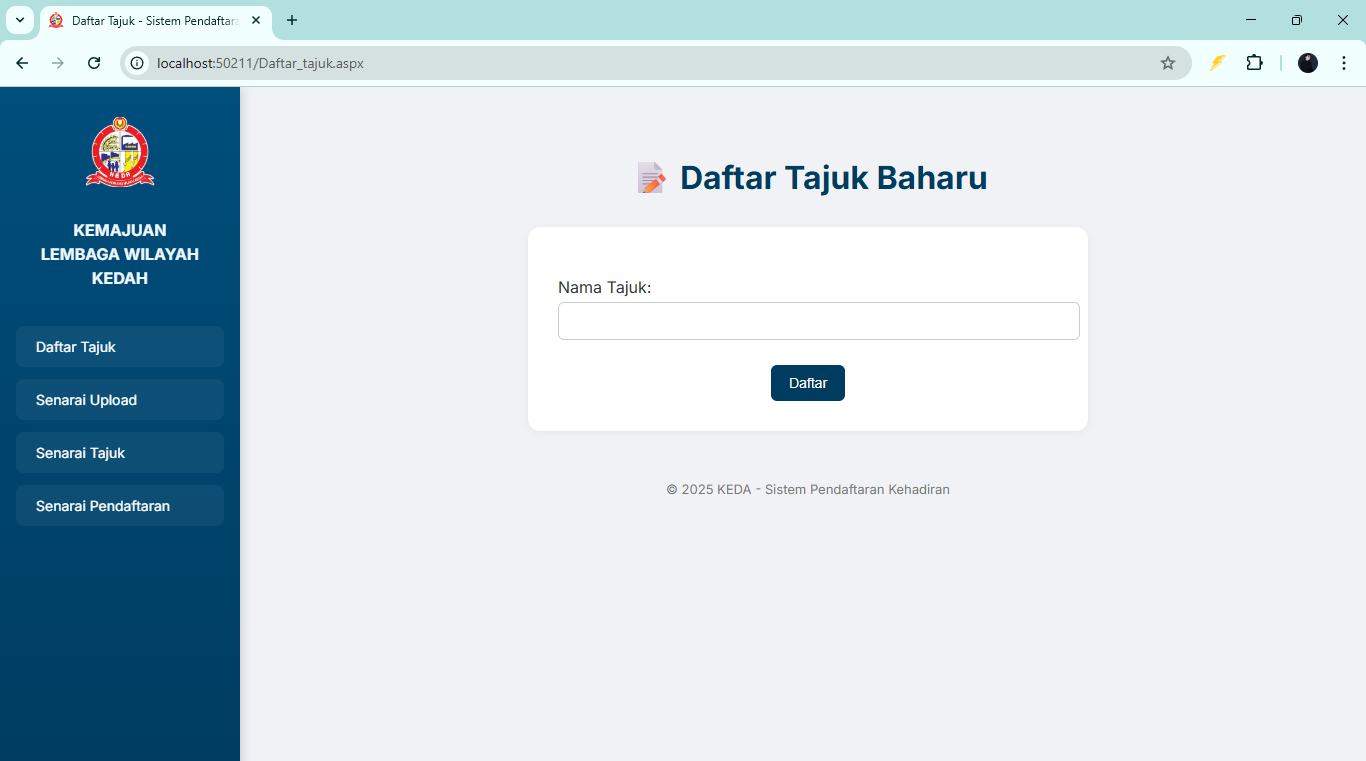 Daftar Tajuk - Sistem Pendaftara
localhost:50211/Daftar_tajuk.aspx
KEDA
KEMAJUAN
LEMBAGA WILAYAH
KEDAH
Daftar Tajuk
Senarai Upload
Senarai Tajuk
Senarai Pendaftaran
Daftar Tajuk Baharu
Nama Tajuk:
Daftar
© 2025 KEDA - Sistem Pendaftaran Kehadiran